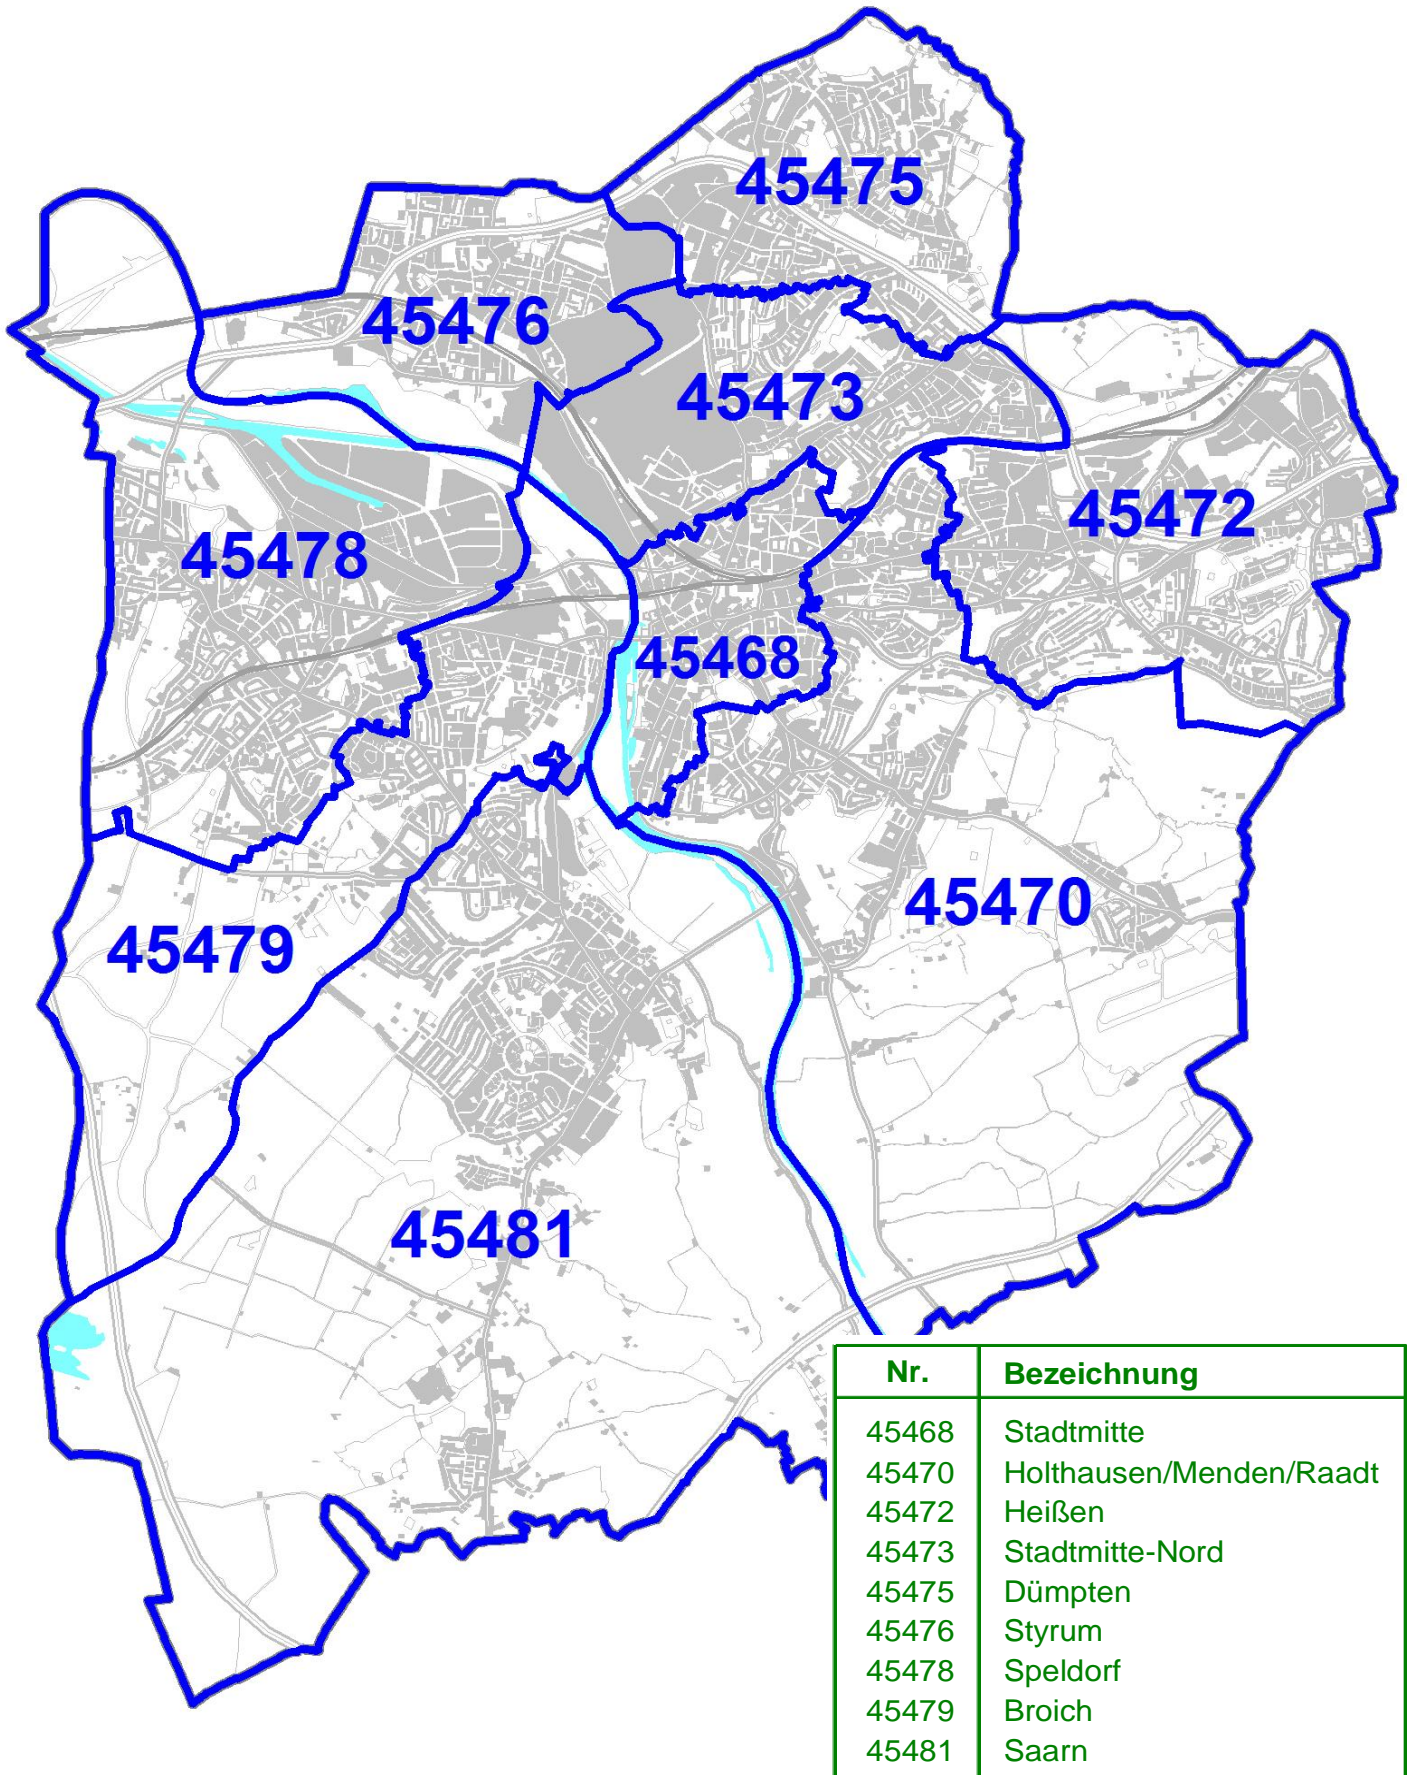 45475
45476
45473
45472
45478
45468
45470
45479
45481
Nr. Bezeichnung
45468 Stadtmitte
45470 Holthausen/Menden/Raadt
45472 Heißen
45473 Stadtmitte-Nord
45475 Dümpten
45476 Styrum
45478 Speldorf
45479 Broich
45481 Saarn